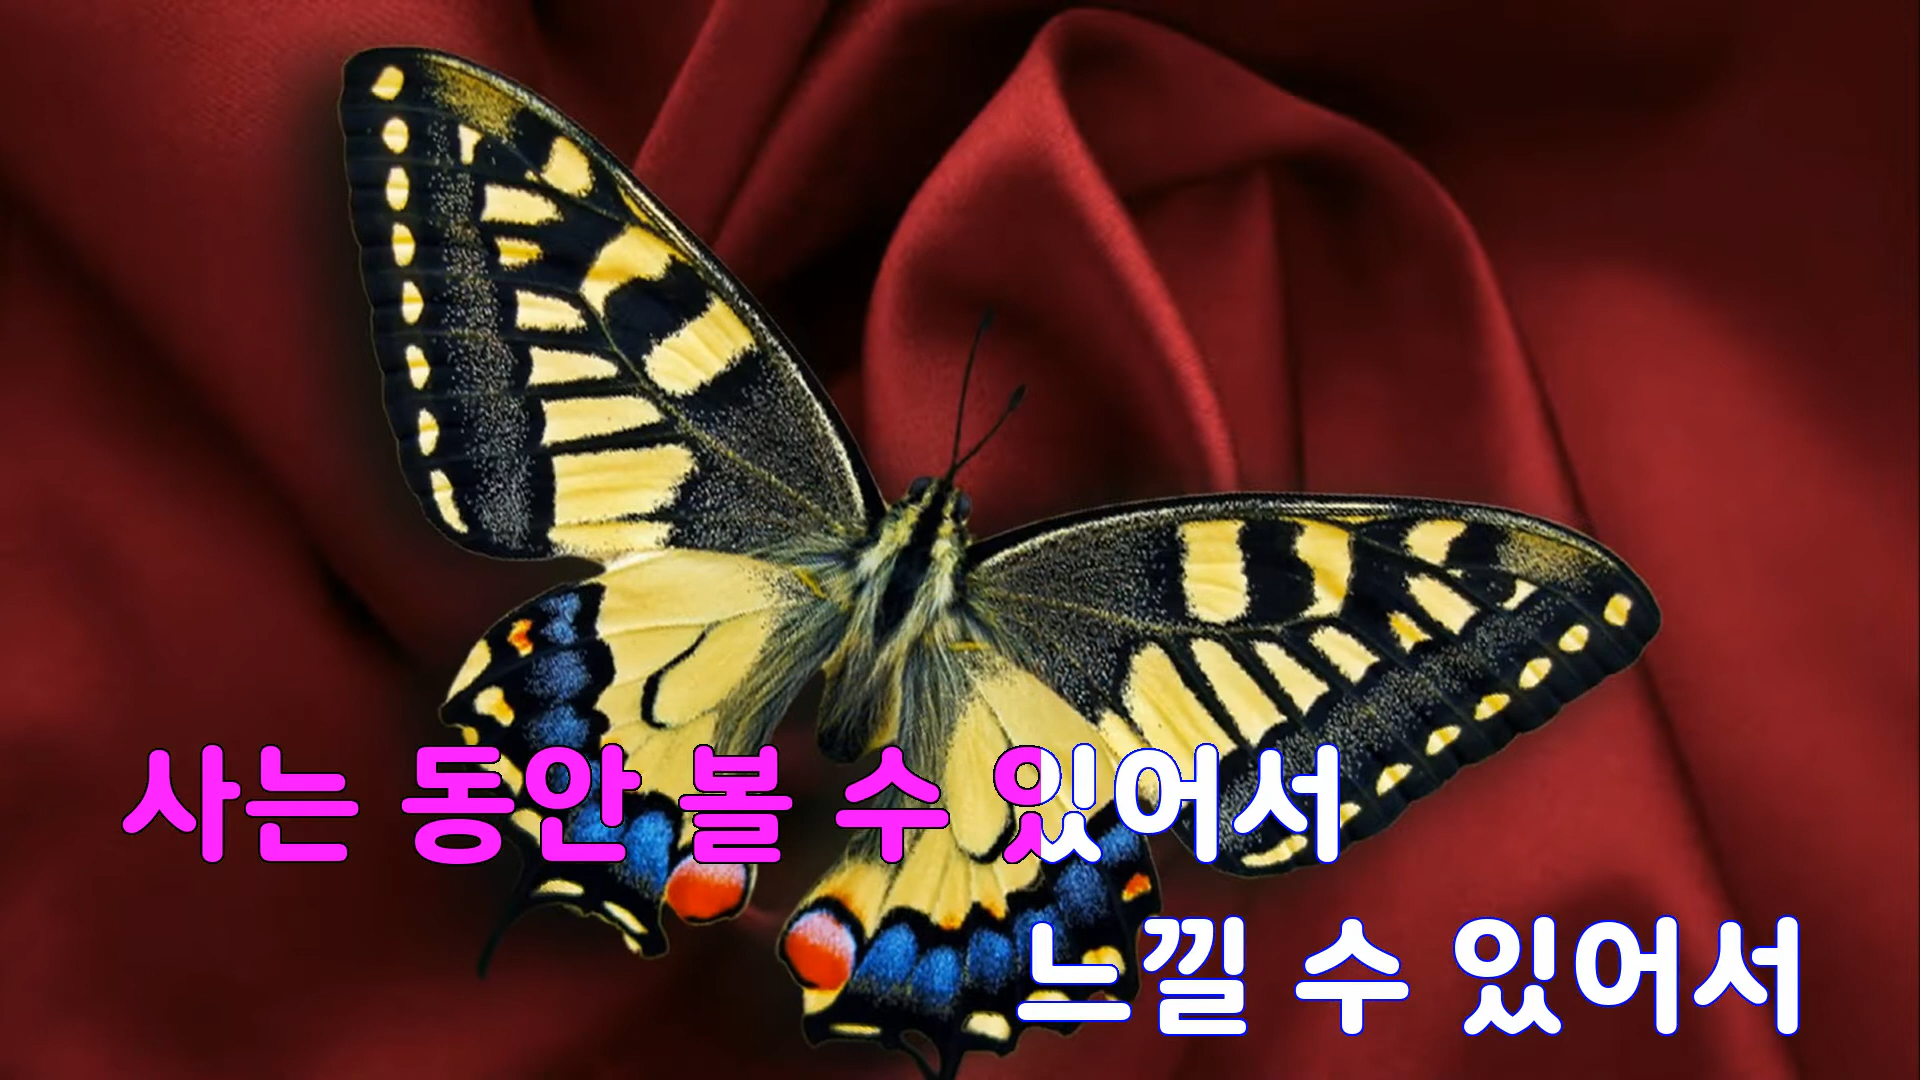 사는 동안 볼 수 있어서
느낄 수 있어서